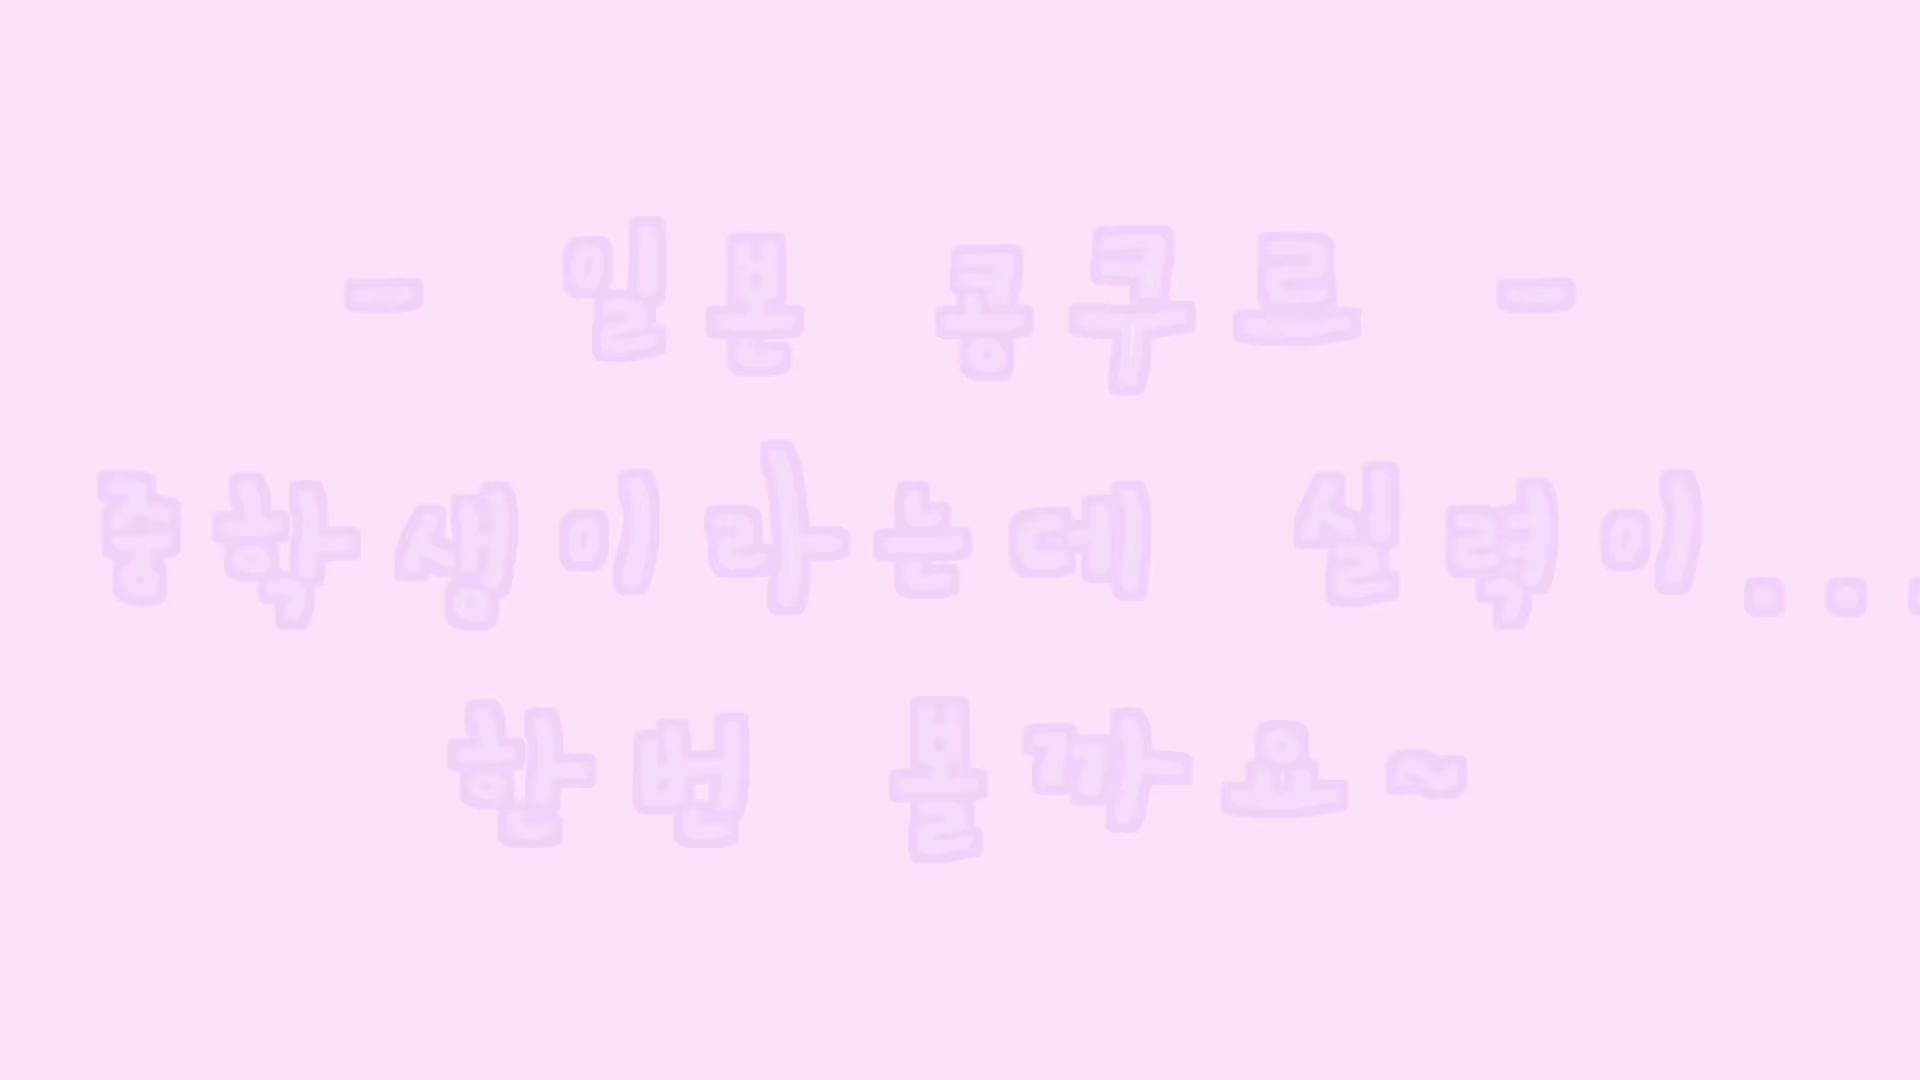 - 일본 콩쿠르 -
중학생이라는데 실력이...
한번 볼까요~